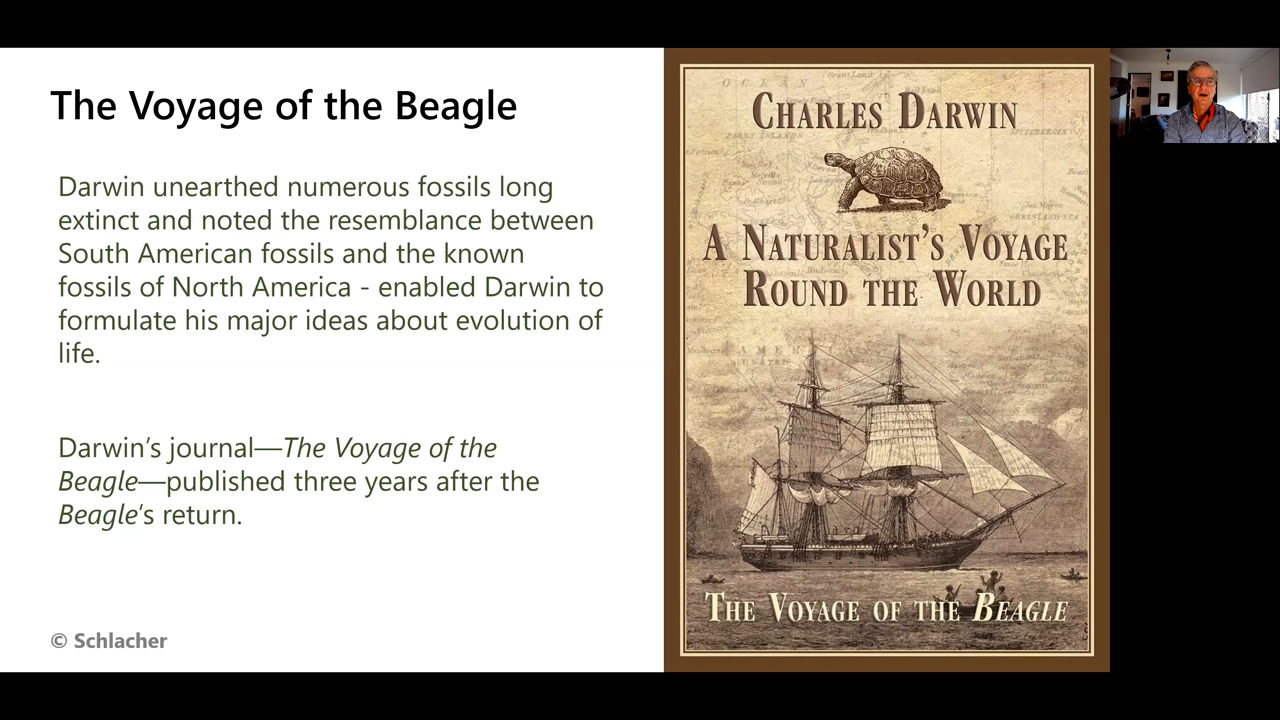 The Voyage of the Beagle
Darwin unearthed numerous fossils long
extinct and noted the resemblance between
South American fossils and the known
fossils of North America - enabled Darwin to
formulate his major ideas about evolution of
life.
Darwin's journal—The Voyage of the
Beagle—published three years after the
Beagle's return.
© Schlacher
CHARLES DARWIN
A NATURALIST'S VOYAGE
ROUND THE WORLD
THE VOYAGE OF THE BEAGLE